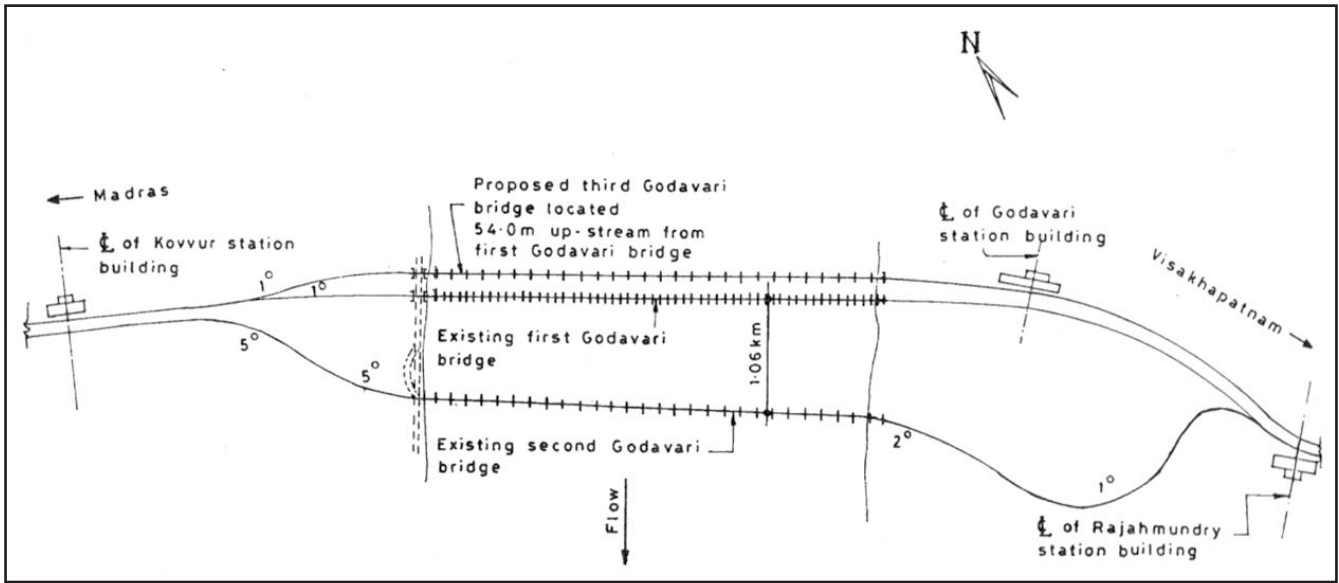 N
Madras
Proposed third Godavari
bridge located
54·0m up-stream from
first Godavari bridge
℄ of Kovvur station
building
℄ of Godavari
station building
Visakhapatnam
1°
1°
5°
5°
Existing first Godavari
bridge
1·06km
Existing second Godavari
bridge
2°
1°
Flow
℄ of Rajahmundry
station building